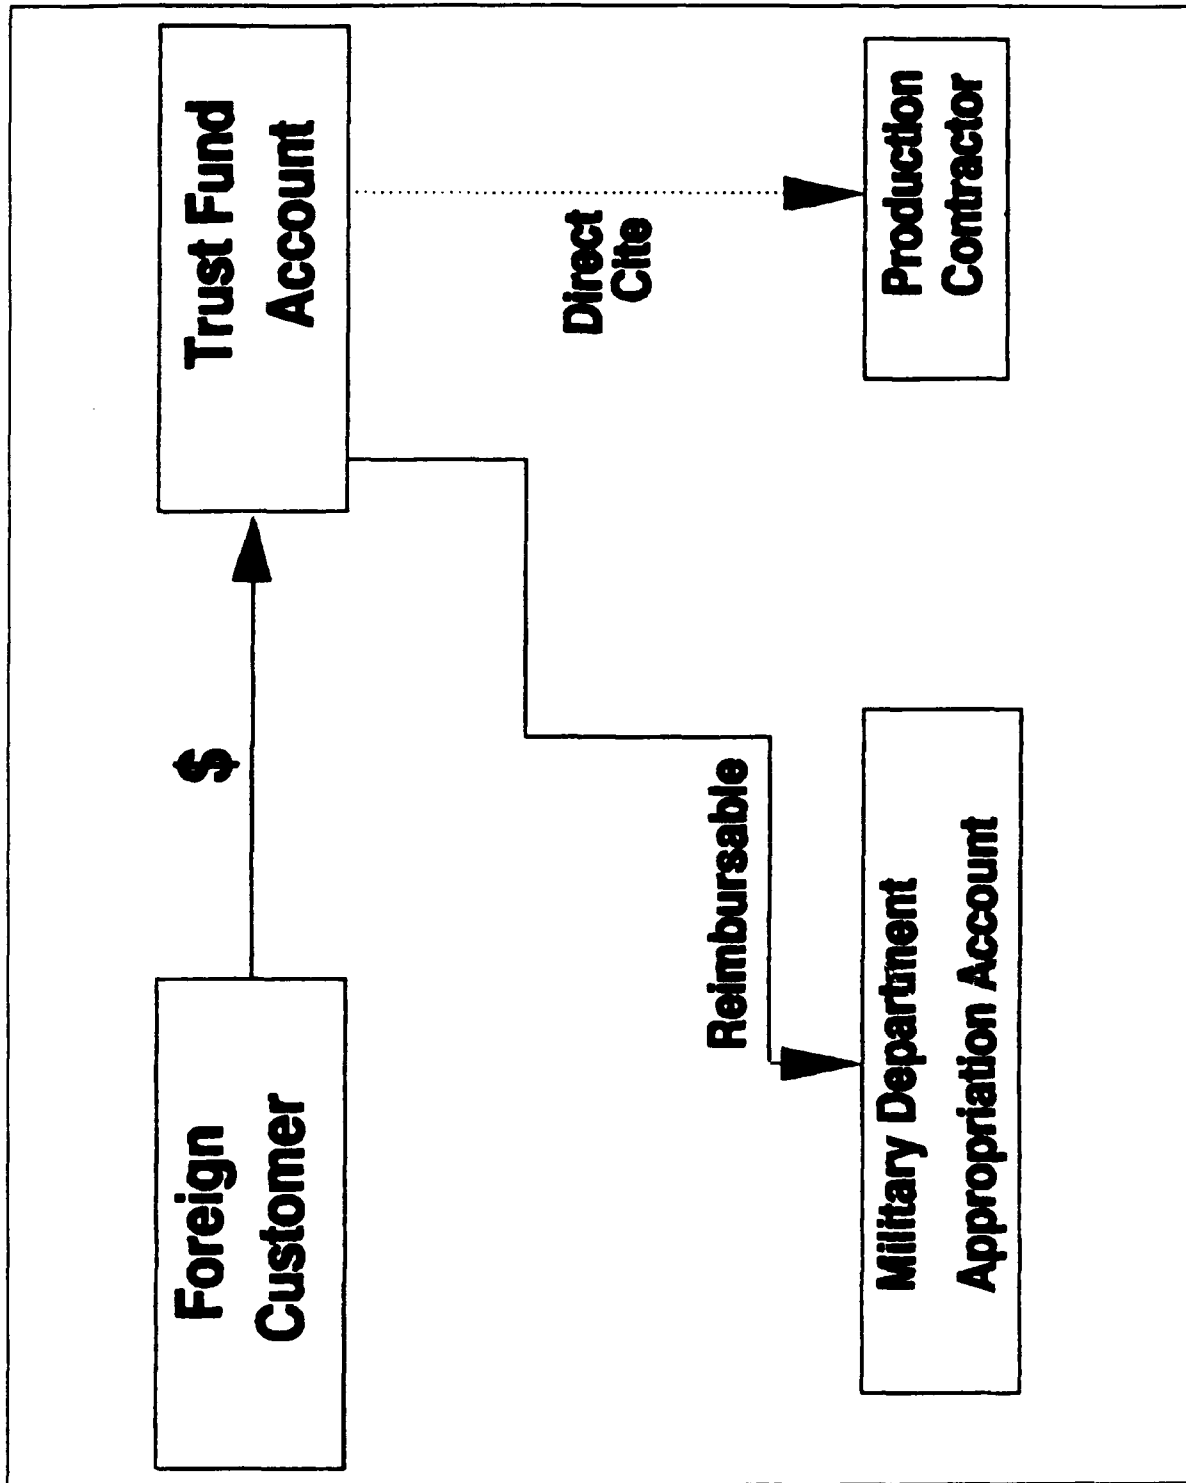 Foreign
Customer
$
Trust Fund
Account
Reimbursable
Direct
Cite
Military Department
Appropriation Account
Production
Contractor